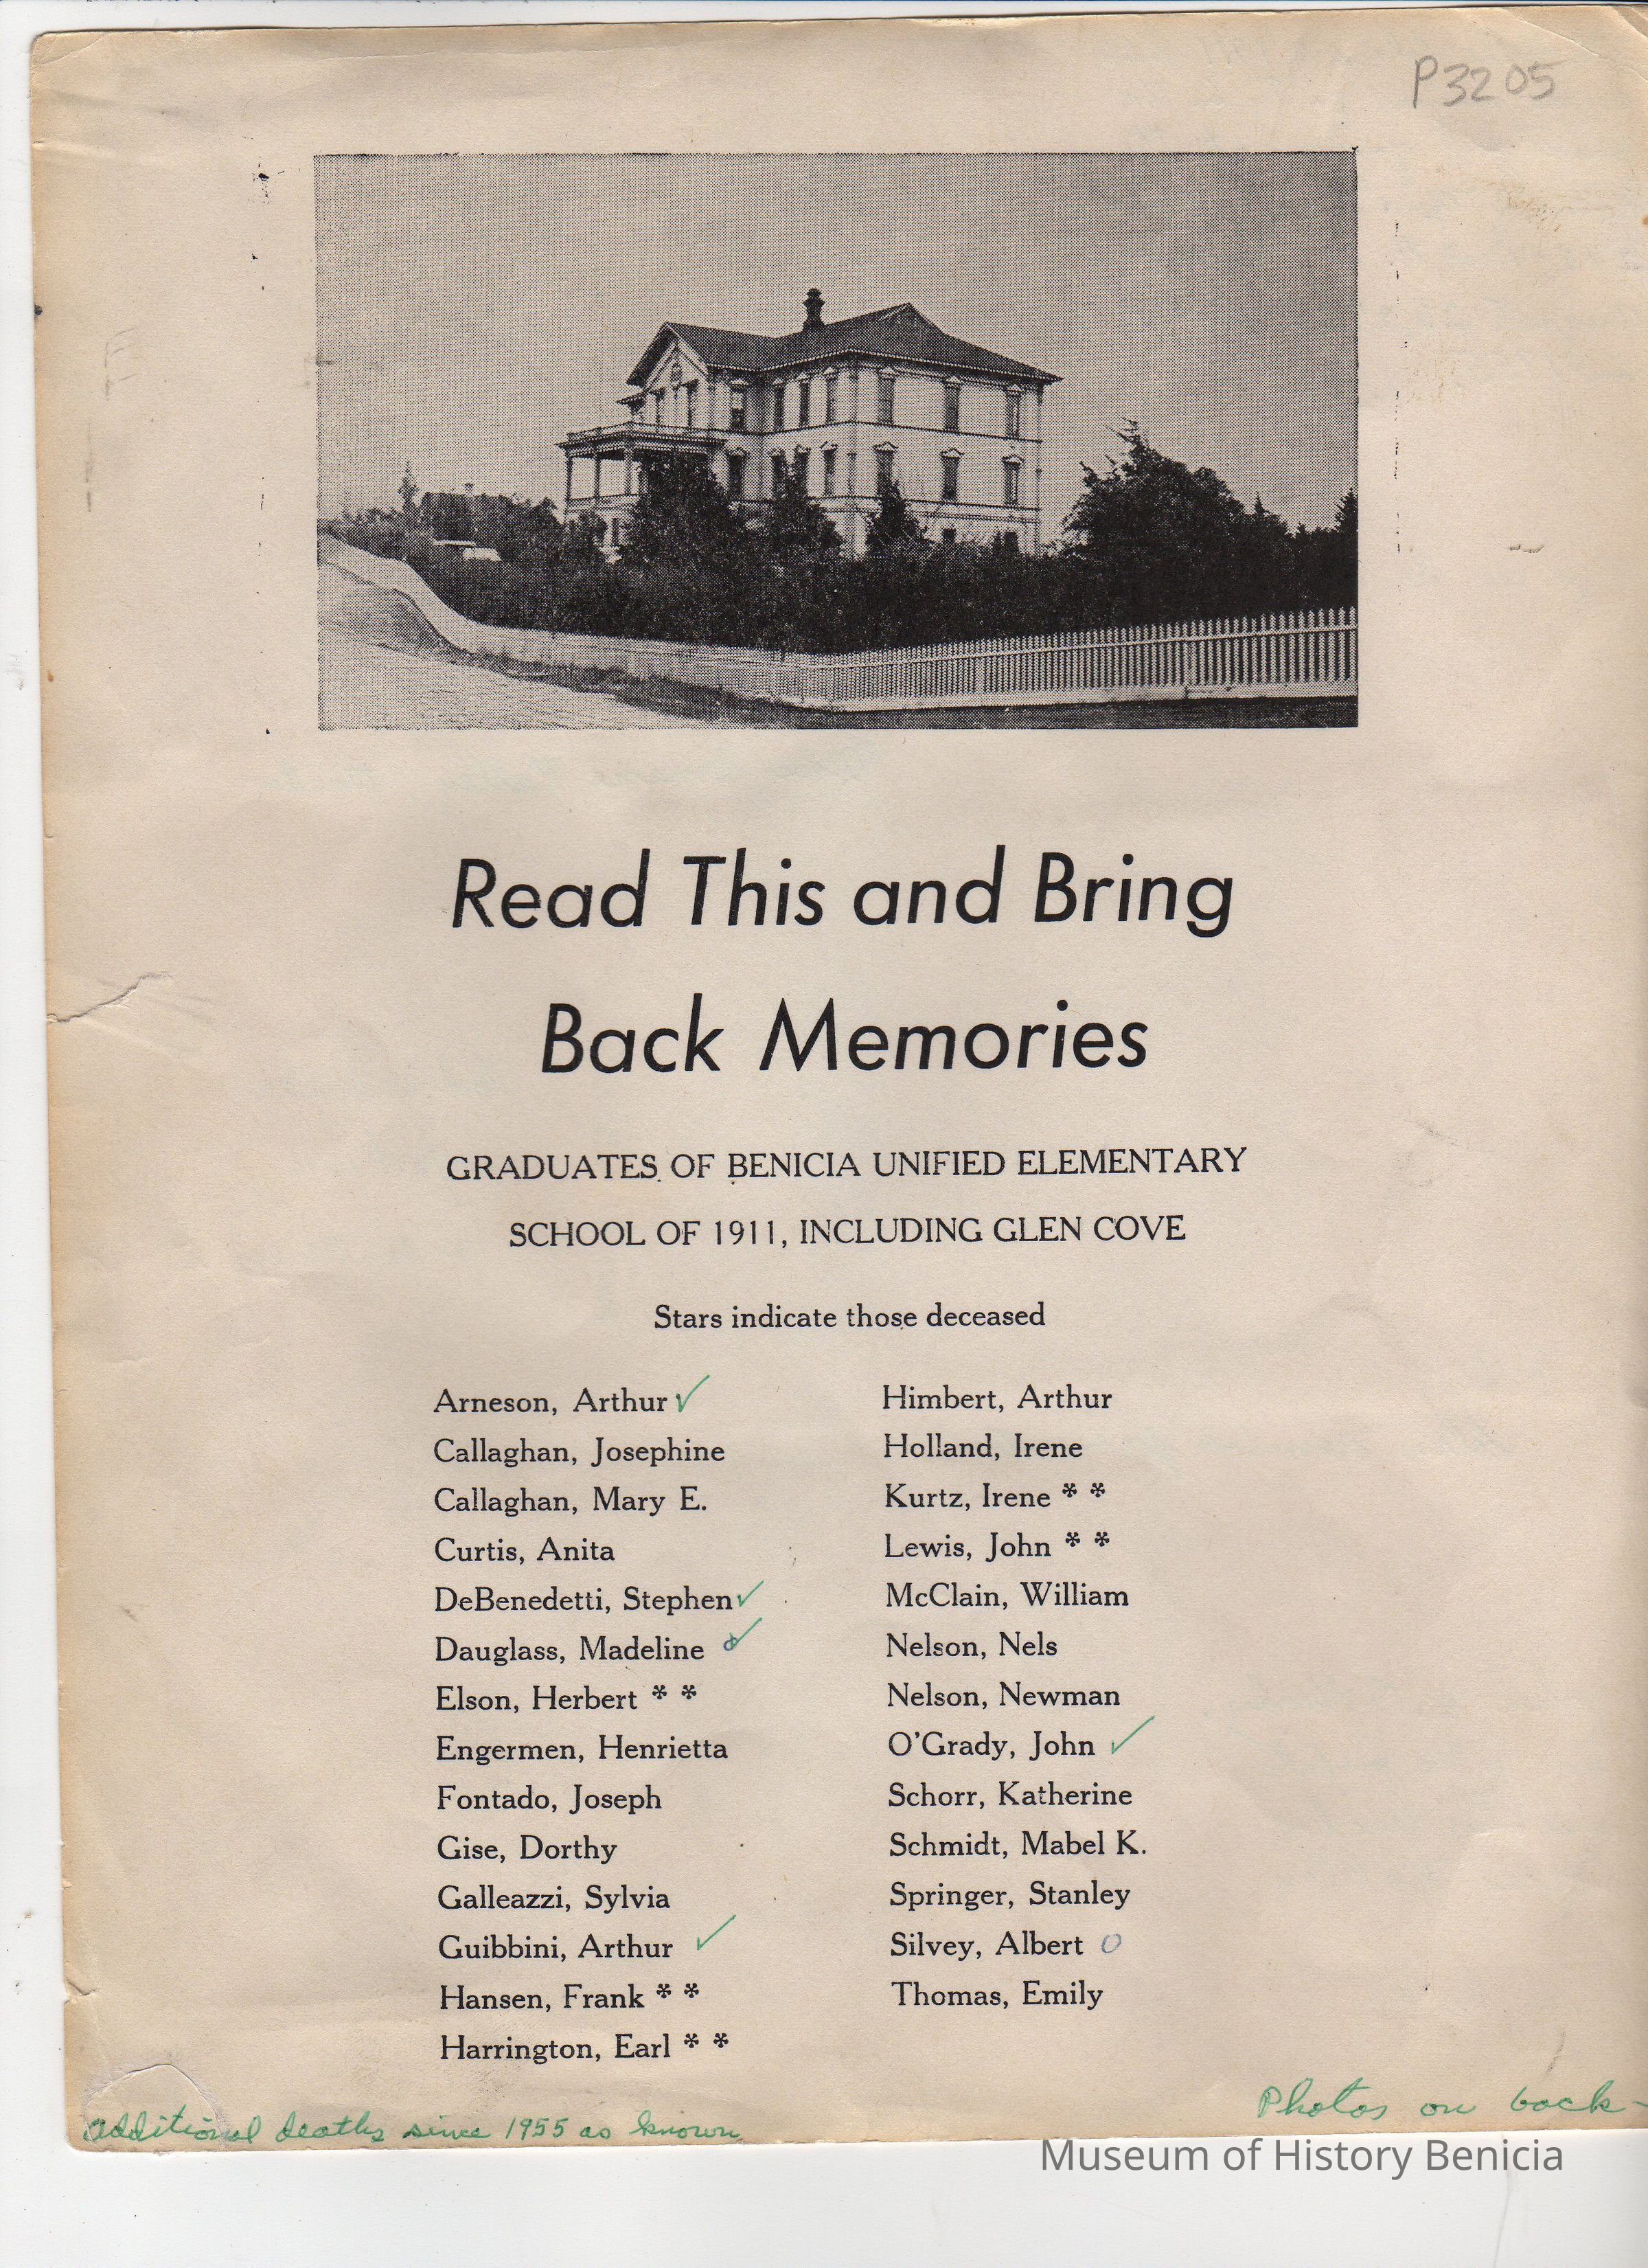 P3205
Read This and Bring
Back Memories
GRADUATES OF BENICIA UNIFIED ELEMENTARY
SCHOOL OF 1911, INCLUDING GLEN COVE
Stars indicate those deceased
Arneson, Arthur ✓
Callaghan, Josephine
Callaghan, Mary E.
Curtis, Anita
DeBenedetti, Stephen ✓
Dauglass, Madeline ✓
Elson, Herbert * *
Engermen, Henrietta
Fontado, Joseph
Gise, Dorthy
Galleazzi, Sylvia
Guibbini, Arthur ✓
Hansen, Frank * *
Harrington, Earl * *
Himbert, Arthur
Holland, Irene
Kurtz, Irene * *
Lewis, John * *
McClain, William
Nelson, Nels
Nelson, Newman
O'Grady, John ✓
Schorr, Katherine
Schmidt, Mabel K.
Springer, Stanley
Silvey, Albert O
Thomas, Emily
additional deaths since 1955 as known
Photos on back-
Museum of History Benicia